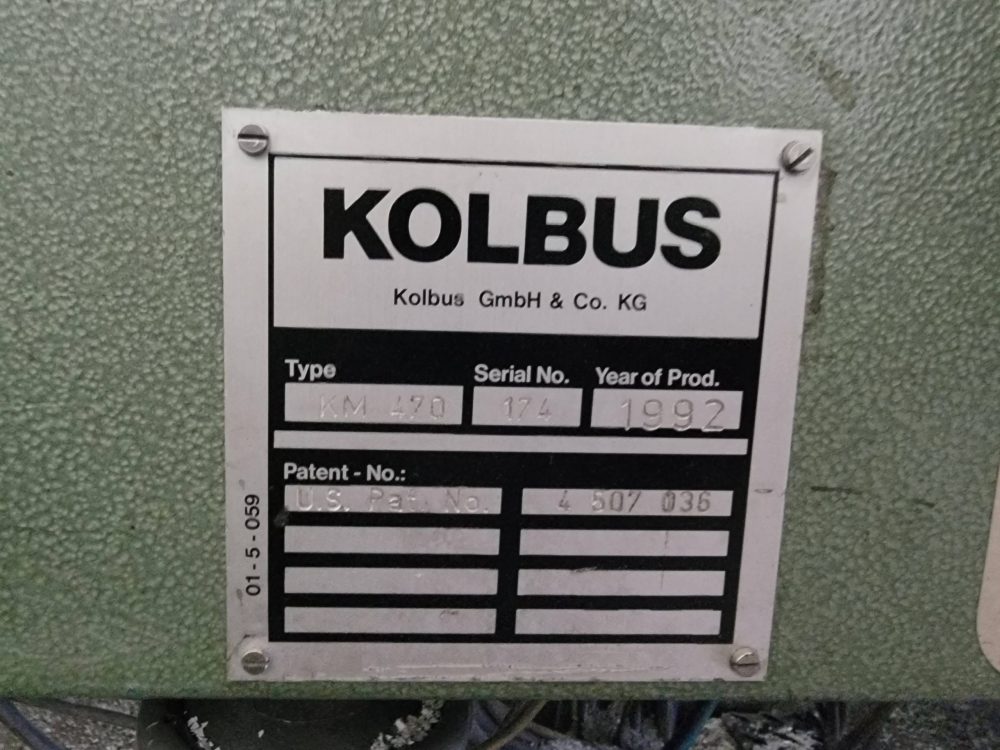 KOLBUS
Kolbus GmbH & Co. KG
Type Serial No. Year of Prod.
KM 470 174 1992
Patent - No.:
U.S. Pat. No. 4 507 036
01 - 5 - 059